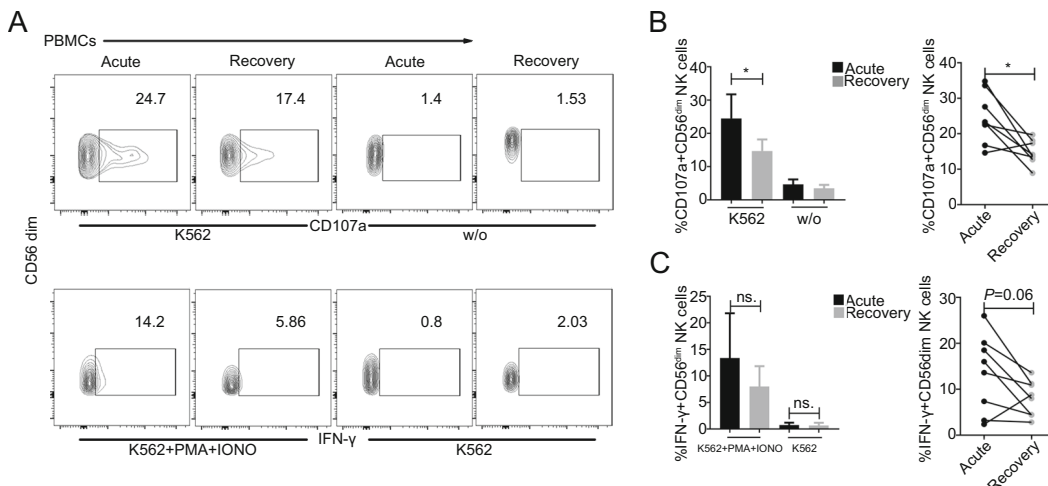 A
PBMCs
Acute Recovery Acute Recovery
24.7 17.4 1.4 1.53
CD56 dim
K562 CD107a w/o
14.2 5.86 0.8 2.03
K562+PMA+IONO IFN-γ K562
B
%CD107a+CD56dim NK cells
40
30
20
10
0
*
Acute
Recovery
K562 w/o
%CD107a+CD56dim NK cells
40
30
20
10
0
*
Acute Recovery
C
%IFN-γ+CD56dim NK cells
25
20
15
10
5
0
ns.
ns.
Acute
Recovery
K562+PMA+IONO K562
%IFN-γ+CD56dim NK cells
30
20
10
0
P=0.06
Acute Recovery